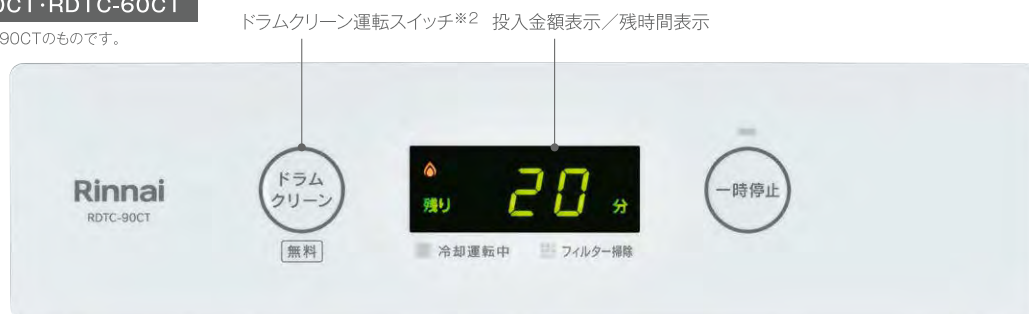 0CT・RDTC-60CT
90CTのものです。
ドラムクリーン運転スイッチ※2
投入金額表示／残時間表示
Rinnai
RDTC-90CT
ドラム
クリーン
無料
残り 20 分
冷却運転中
フィルター掃除
一時停止